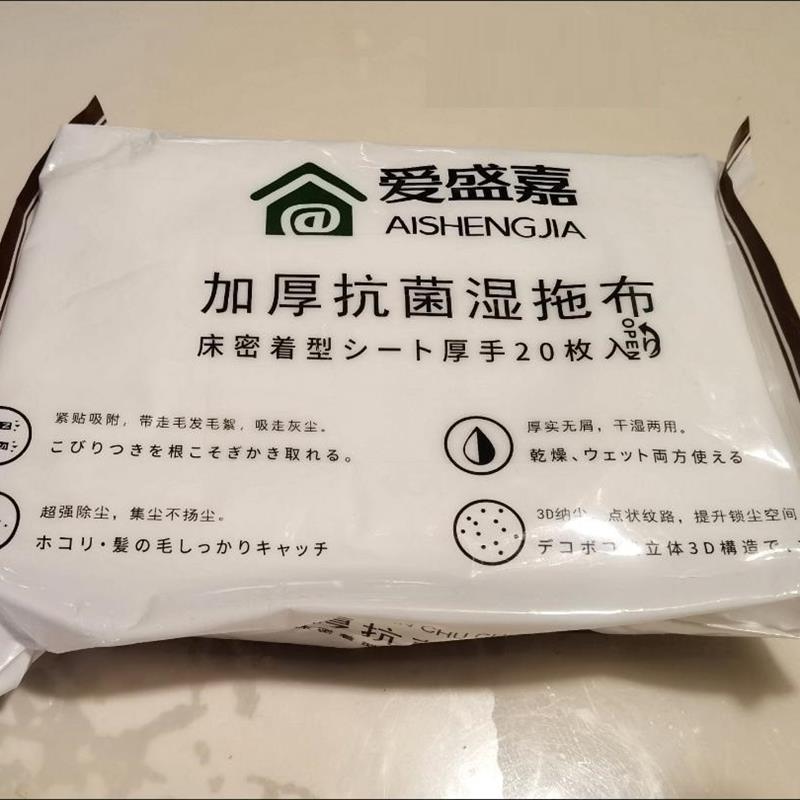 爱盛嘉
AISHENGJIA
加厚抗菌湿拖布
床密着型シート厚手20枚入
OPEN
紧贴吸附，带走毛发毛絮，吸走灰尘。
こびりつきを根こそぎかき取れる。
厚实无屑，干湿两用。
乾燥、ウェット両方使える
超强除尘，集尘不扬尘。
ホコリ・髪の毛しっかりキャッチ
3D纳尘 点状纹路，提升锁尘空间
デコボコ 立体3D構造で、
厚抗
CHU